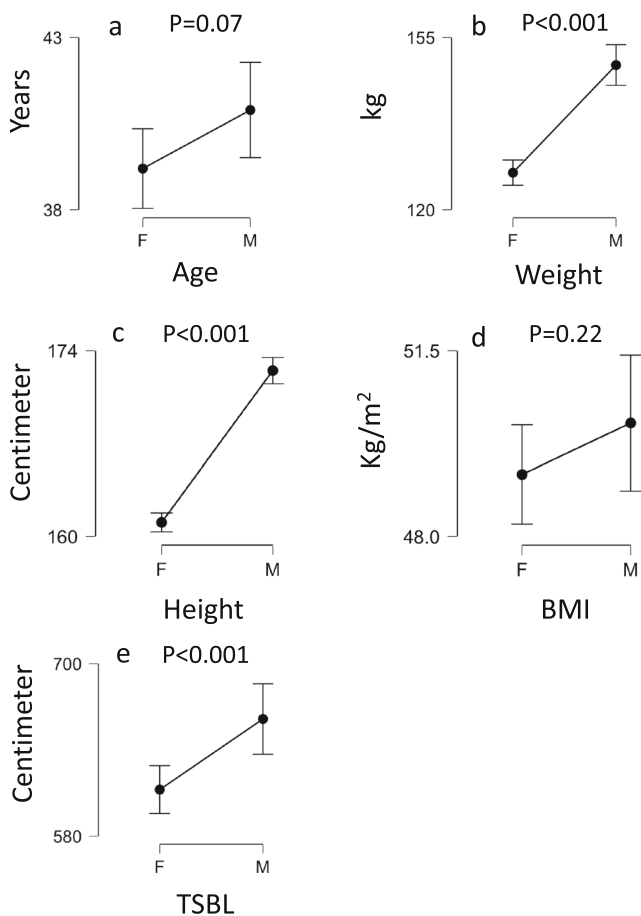 a P=0.07
43
Years
38
F M
Age
b P<0.001
155
kg
120
F M
Weight
c P<0.001
174
Centimeter
160
F M
Height
d P=0.22
51.5
Kg/m²
48.0
F M
BMI
e P<0.001
700
Centimeter
580
F M
TSBL